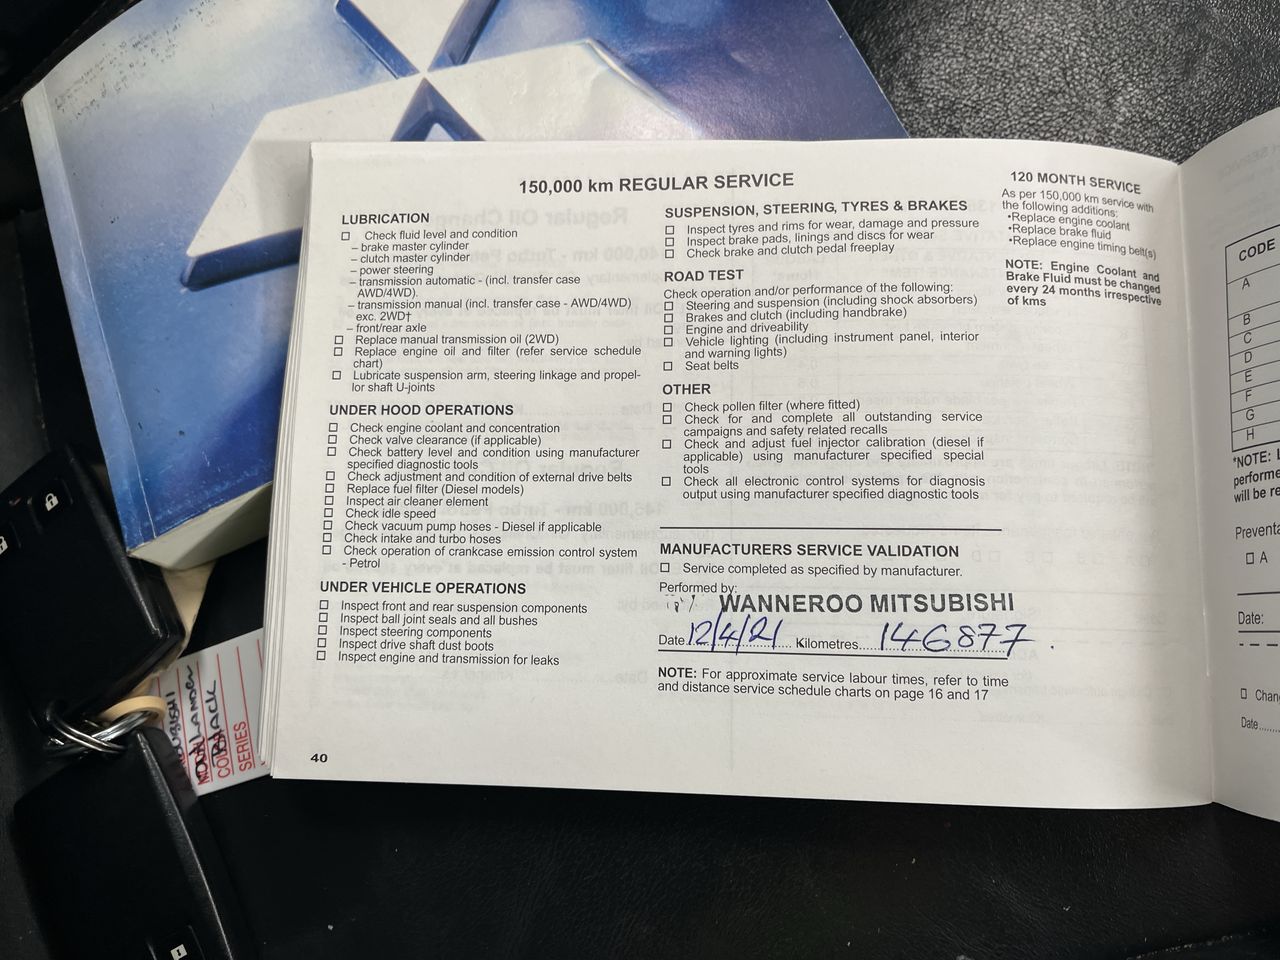 150,000 km REGULAR SERVICE
LUBRICATION
Check fluid level and condition
– brake master cylinder
– clutch master cylinder
– power steering
– transmission automatic - (incl. transfer case
AWD/4WD).
– transmission manual (incl. transfer case - AWD/4WD)
exc. 2WD†
– front/rear axle
Replace manual transmission oil (2WD)
Replace engine oil and filter (refer service schedule
chart)
Lubricate suspension arm, steering linkage and propel-
lor shaft U-joints
UNDER HOOD OPERATIONS
Check engine coolant and concentration
Check valve clearance (if applicable)
Check battery level and condition using manufacturer
specified diagnostic tools
Check adjustment and condition of external drive belts
Replace fuel filter (Diesel models)
Inspect air cleaner element
Check idle speed
Check vacuum pump hoses - Diesel if applicable
Check intake and turbo hoses
Check operation of crankcase emission control system
- Petrol
UNDER VEHICLE OPERATIONS
Inspect front and rear suspension components
Inspect ball joint seals and all bushes
Inspect steering components
Inspect drive shaft dust boots
Inspect engine and transmission for leaks
40
SUSPENSION, STEERING, TYRES & BRAKES
Inspect tyres and rims for wear, damage and pressure
Inspect brake pads, linings and discs for wear
Check brake and clutch pedal freeplay
ROAD TEST
Check operation and/or performance of the following:
Steering and suspension (including shock absorbers)
Brakes and clutch (including handbrake)
Engine and driveability
Vehicle lighting (including instrument panel, interior
and warning lights)
Seat belts
OTHER
Check pollen filter (where fitted)
Check for and complete all outstanding service
campaigns and safety related recalls
Check and adjust fuel injector calibration (diesel if
applicable) using manufacturer specified special
tools
Check all electronic control systems for diagnosis
output using manufacturer specified diagnostic tools
MANUFACTURERS SERVICE VALIDATION
Service completed as specified by manufacturer.
Performed by:
WANNEROO MITSUBISHI
Date 12/4/21 Kilometres 146877
NOTE: For approximate service labour times, refer to time
and distance service schedule charts on page 16 and 17
120 MONTH SERVICE
As per 150,000 km service with
the following additions:
•Replace engine coolant
•Replace brake fluid
•Replace engine timing belt(s)
NOTE: Engine Coolant and
Brake Fluid must be changed
every 24 months irrespective
of kms
CODE
A
B
C
D
E
F
G
H
*NOTE:
will be re
A
Date:
Date
OUTLANDER
BLACK
SERIES